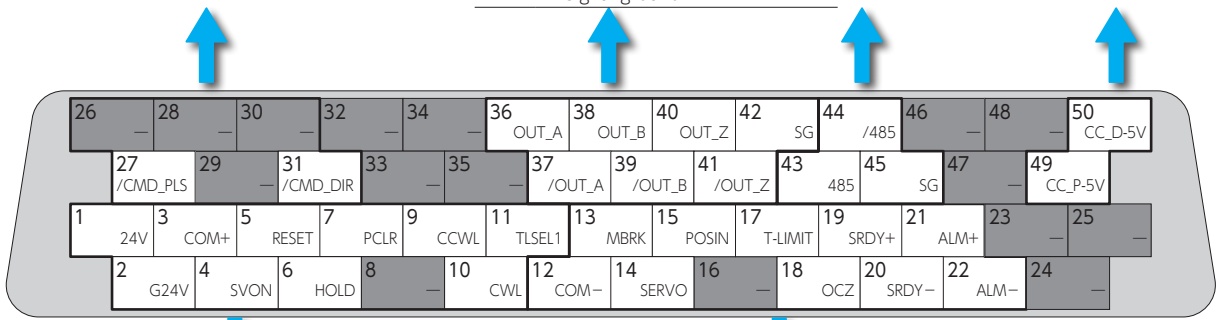 26 — 28 — 30 — 32 — 34 — 36 OUT_A 38 OUT_B 40 OUT_Z 42 SG 44 /485 46 — 48 — 50 CC_D-5V
27 /CMD_PLS 29 — 31 /CMD_DIR 33 — 35 — 37 /OUT_A 39 /OUT_B 41 /OUT_Z 43 485 45 SG 47 — 49 CC_P-5V
1 24V 3 COM+ 5 RESET 7 PCLR 9 CCWL 11 TLSEL1 13 MBRK 15 POSIN 17 T-LIMIT 19 SRDY+ 21 ALM+ 23 — 25 —
2 G24V 4 SVON 6 HOLD 8 — 10 CWL 12 COM− 14 SERVO 16 — 18 OCZ 20 SRDY− 22 ALM− 24 —